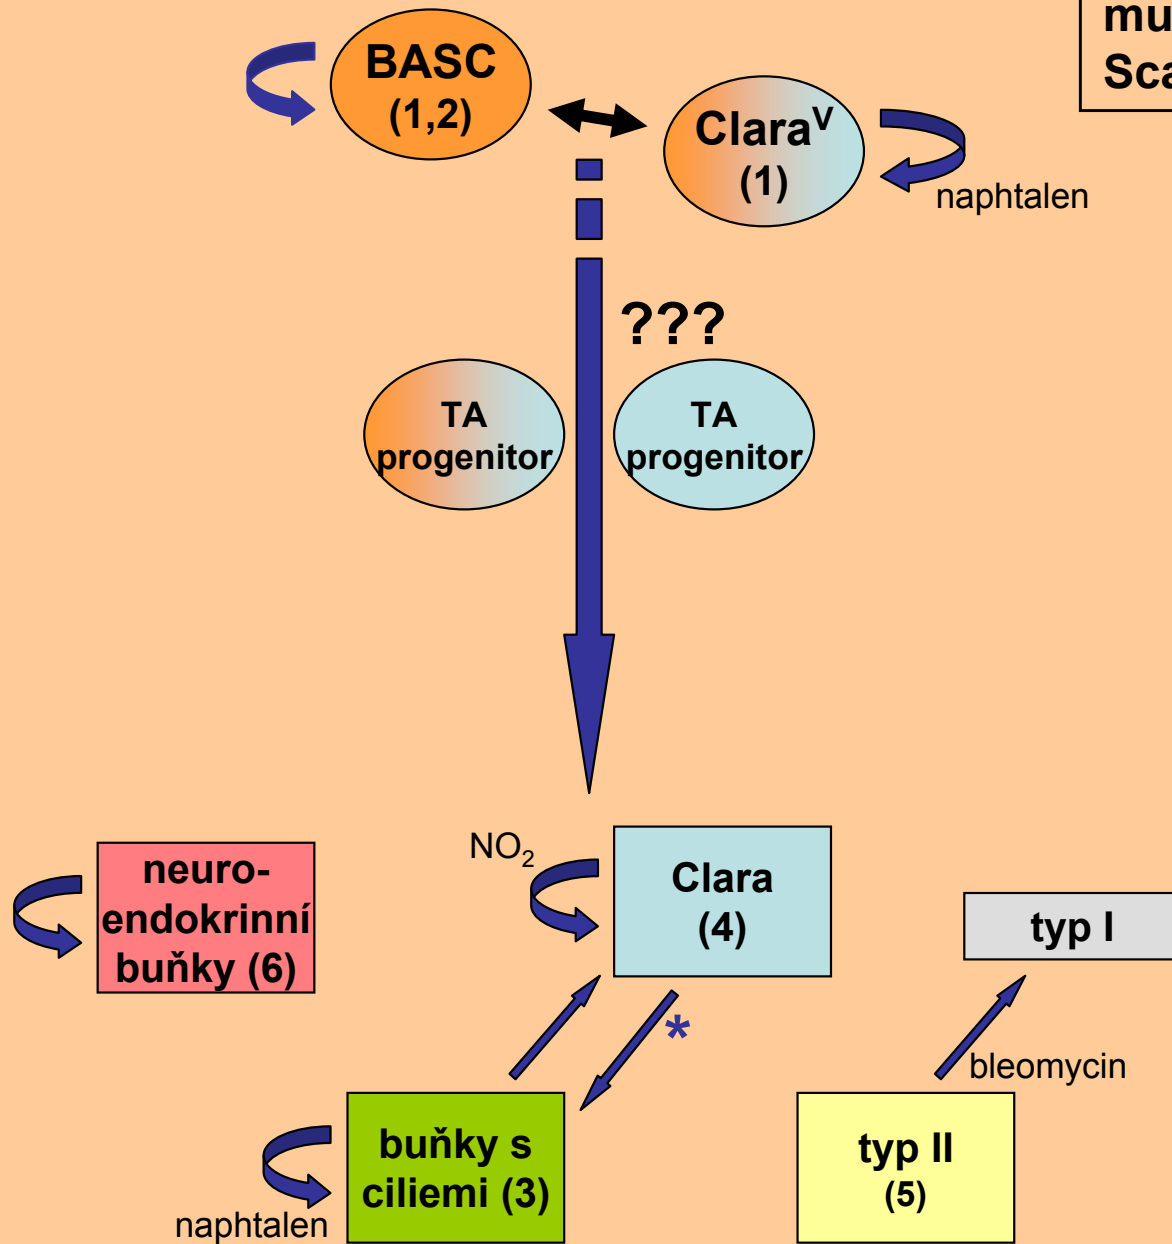 BASC
(1,2)
Clara^V
(1)
naphtalen
???
TA
progenitor
TA
progenitor
NO₂
neuro-
endokrinní
buňky (6)
Clara
(4)
typ I
*
bleomycin
buňky s
ciliemi (3)
naphtalen
typ II
(5)